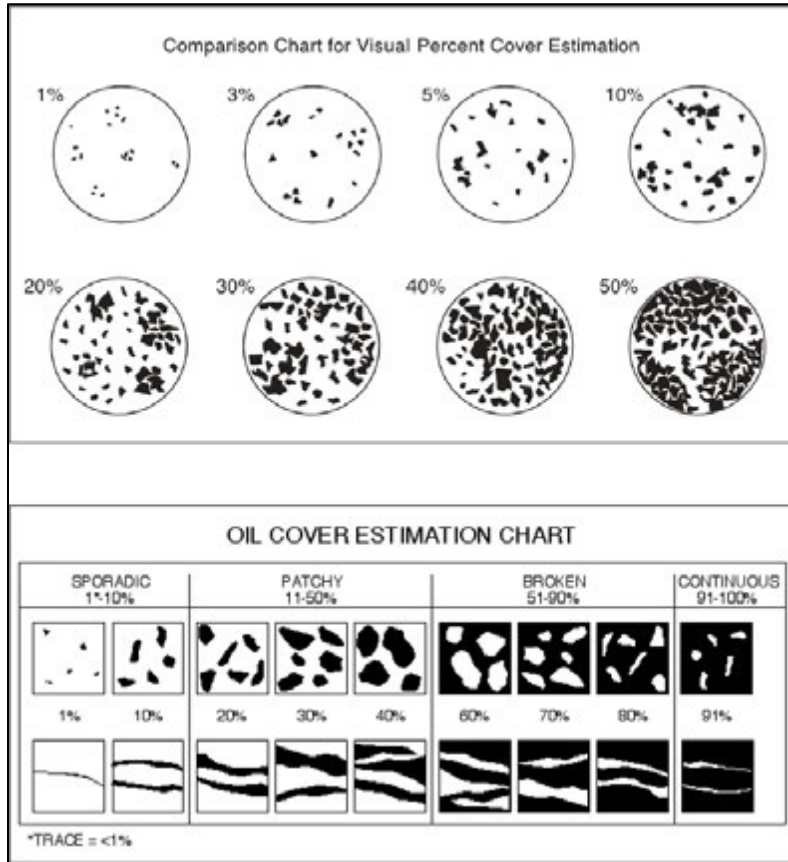 Comparison Chart for Visual Percent Cover Estimation
1% 3% 5% 10%
20% 30% 40% 50%
OIL COVER ESTIMATION CHART
SPORADIC PATCHY BROKEN CONTINUOUS
1*-10% 11-50% 51-90% 91-100%
1% 10% 20% 30% 40% 60% 70% 80% 91%
*TRACE = <1%